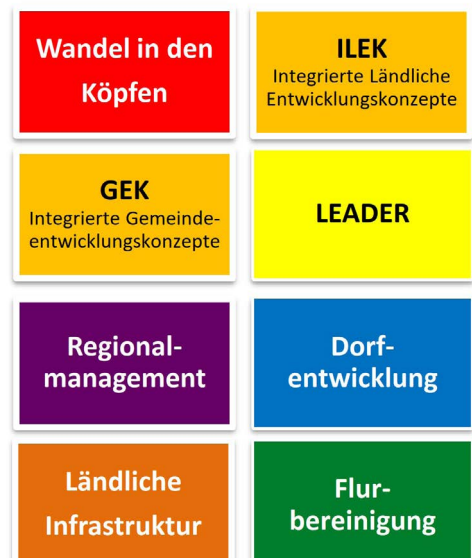 Wandel in den
Köpfen
ILEK
Integrierte Ländliche
Entwicklungskonzepte
GEK
Integrierte Gemeinde-
entwicklungskonzepte
LEADER
Regional-
management
Dorf-
entwicklung
Ländliche
Infrastruktur
Flur-
bereinigung